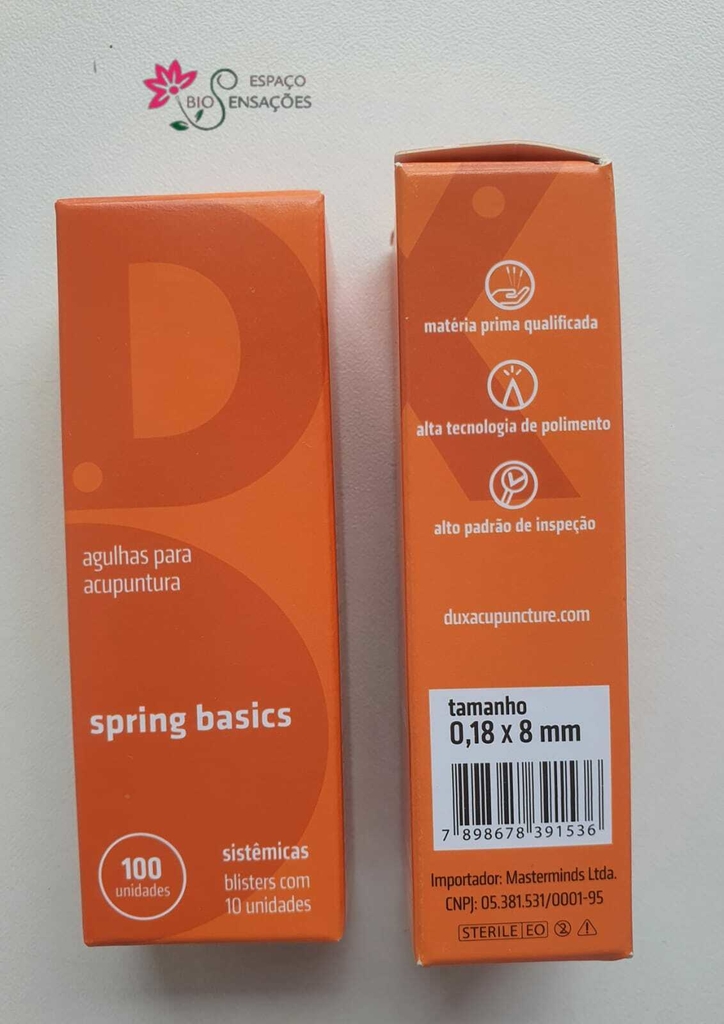 ESPAÇO
BIOSENSAÇÕES
DUX
agulhas para
acupuntura
spring basics
100
unidades
sistêmicas
blisters com
10 unidades
matéria prima qualificada
alta tecnologia de polimento
alto padrão de inspeção
duxacupuncture.com
tamanho
0,18 x 8 mm
7 898678 391536
Importador: Masterminds Ltda.
CNPJ: 05.381.531/0001-95
STERILE EO